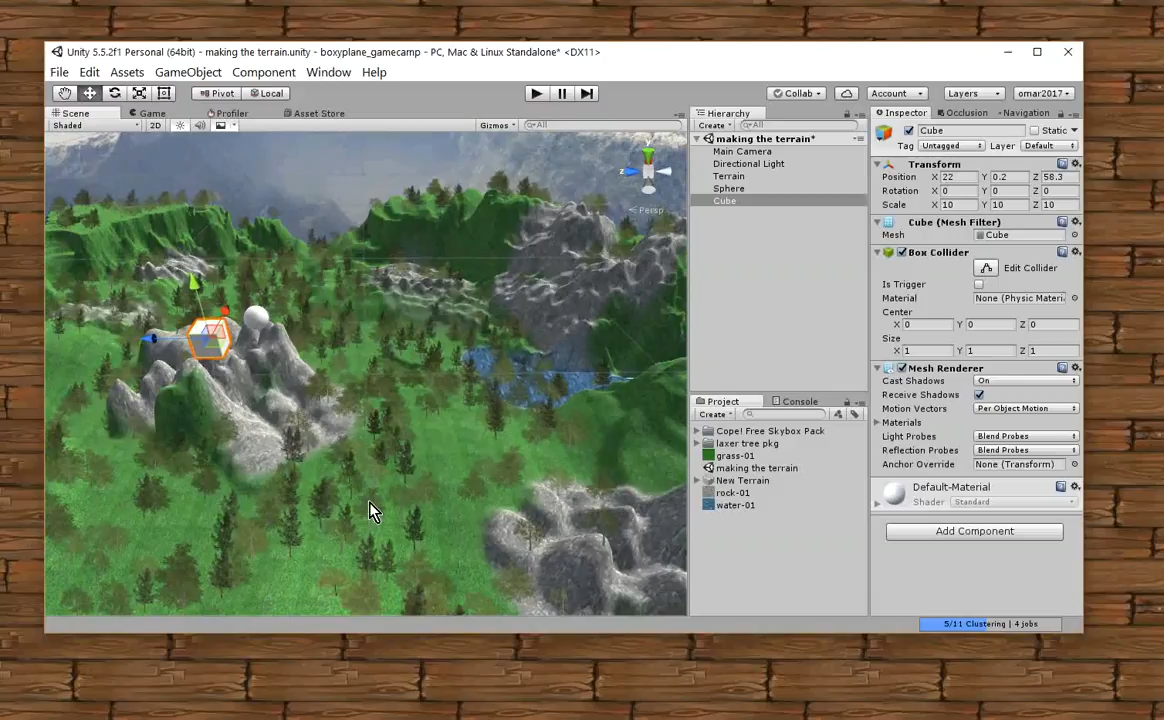 Unity 5.5.2f1 Personal (64bit) - making the terrain.unity - boxyplane_gamecamp - PC, Mac & Linux Standalone* <DX11>
File Edit Assets GameObject Component Window Help
Pivot Local Collab Account Layers omar2017
Scene Game Profiler Asset Store
Shaded 2D Gizmos All
y
z
Persp
Hierarchy
Create All
making the terrain*
Main Camera
Directional Light
Terrain
Sphere
Cube
Project Console
Create
Cope! Free Skybox Pack
laxer tree pkg
grass-01
making the terrain
New Terrain
rock-01
water-01
Inspector Occlusion Navigation
Cube Static
Tag Untagged Layer Default
Transform
Position X 22 Y 0.2 Z 58.3
Rotation X 0 Y 0 Z 0
Scale X 10 Y 10 Z 10
Cube (Mesh Filter)
Mesh Cube
Box Collider
Edit Collider
Is Trigger
Material None (Physic Materi
Center
X 0 Y 0 Z 0
Size
X 1 Y 1 Z 1
Mesh Renderer
Cast Shadows On
Receive Shadows
Motion Vectors Per Object Motion
Materials
Light Probes Blend Probes
Reflection Probes Blend Probes
Anchor Override None (Transform)
Default-Material
Shader Standard
Add Component
5/11 Clustering | 4 jobs